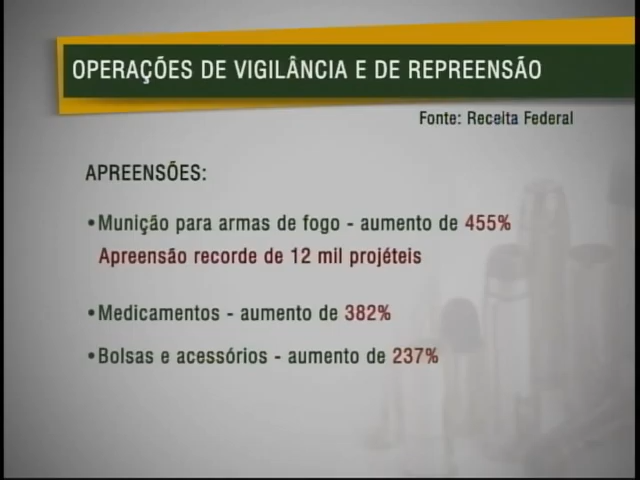 OPERAÇÕES DE VIGILÂNCIA E DE REPREENSÃO
Fonte: Receita Federal
APREENSÕES:
•Munição para armas de fogo - aumento de 455%
Apreensão recorde de 12 mil projéteis
•Medicamentos - aumento de 382%
•Bolsas e acessórios - aumento de 237%